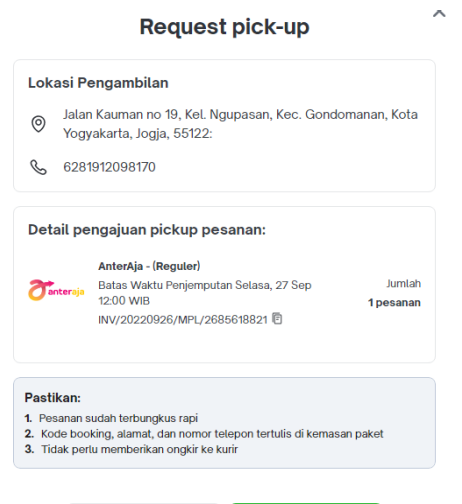 Request pick-up
Lokasi Pengambilan
Jalan Kauman no 19, Kel. Ngupasan, Kec. Gondomanan, Kota
Yogyakarta, Jogja, 55122:
6281912098170
Detail pengajuan pickup pesanan:
AnterAja - (Reguler)
anteraja
Batas Waktu Penjemputan Selasa, 27 Sep
12:00 WIB
Jumlah
1 pesanan
INV/20220926/MPL/2685618821
Pastikan:
1. Pesanan sudah terbungkus rapi
2. Kode booking, alamat, dan nomor telepon tertulis di kemasan paket
3. Tidak perlu memberikan ongkir ke kurir